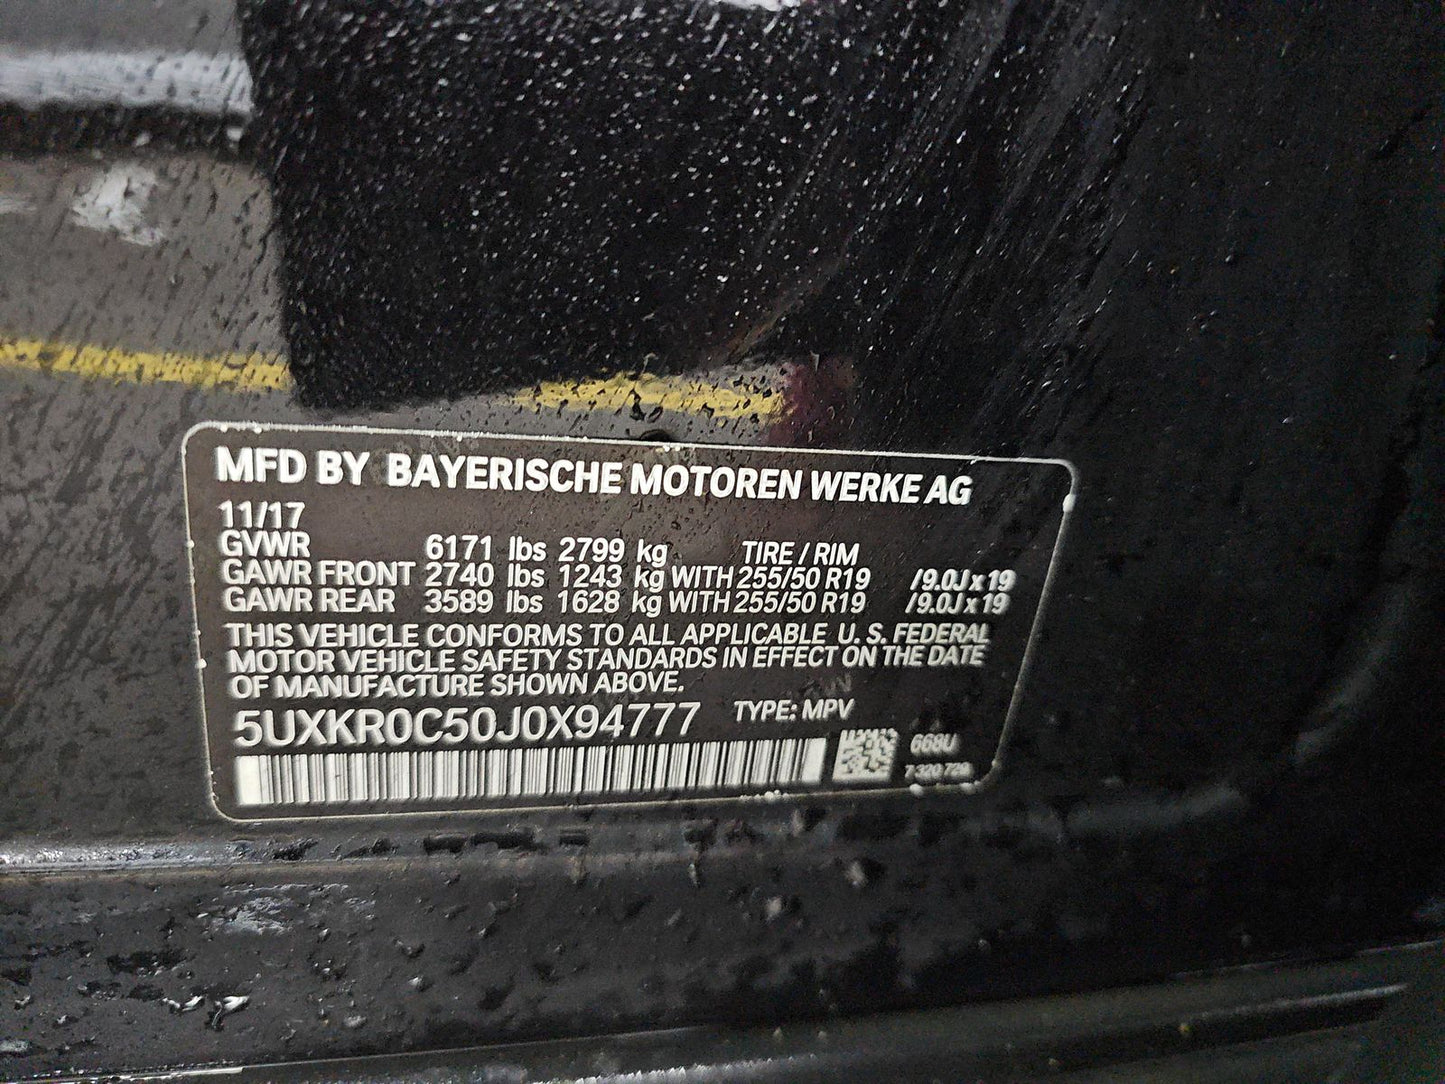 MFD BY BAYERISCHE MOTOREN WERKE AG
11/17
GVWR 6171 lbs 2799 kg TIRE / RIM
GAWR FRONT 2740 lbs 1243 kg WITH 255/50 R19 /9.0J x 19
GAWR REAR 3589 lbs 1628 kg WITH 255/50 R19 /9.0J x 19
THIS VEHICLE CONFORMS TO ALL APPLICABLE U. S. FEDERAL
MOTOR VEHICLE SAFETY STANDARDS IN EFFECT ON THE DATE
OF MANUFACTURE SHOWN ABOVE.
5UXKR0C50J0X94777 TYPE: MPV
668U
7 320 729